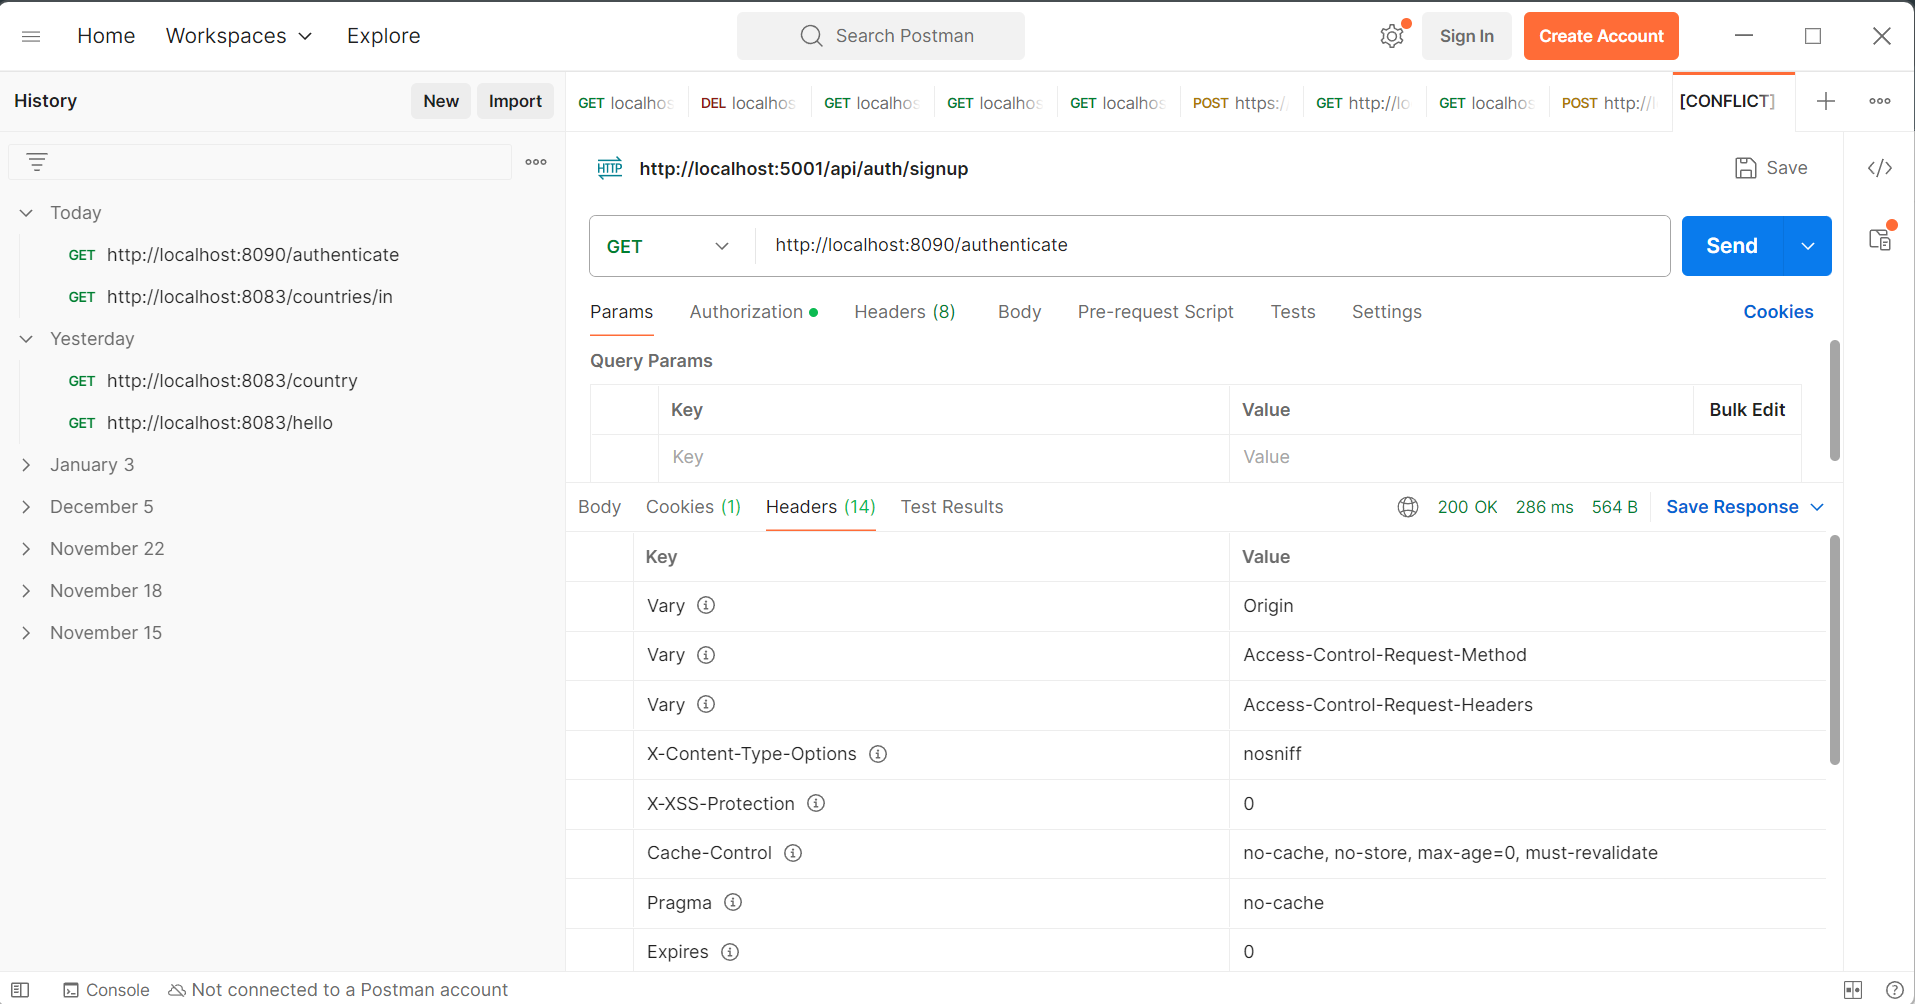 Home Workspaces Explore Search Postman Sign In Create Account
History New Import
GET localhos DEL localhos GET localhos GET localhos GET localhos POST https:/ GET http://lo GET localhos POST http://l [CONFLICT]
HTTP http://localhost:5001/api/auth/signup Save </>
Today
GET http://localhost:8090/authenticate
GET http://localhost:8083/countries/in
Yesterday
GET http://localhost:8083/country
GET http://localhost:8083/hello
January 3
December 5
November 22
November 18
November 15
GET http://localhost:8090/authenticate Send
Params Authorization Headers (8) Body Pre-request Script Tests Settings Cookies
Query Params
Key Value Bulk Edit
Key Value
Body Cookies (1) Headers (14) Test Results 200 OK 286 ms 564 B Save Response
Key Value
Vary Origin
Vary Access-Control-Request-Method
Vary Access-Control-Request-Headers
X-Content-Type-Options nosniff
X-XSS-Protection 0
Cache-Control no-cache, no-store, max-age=0, must-revalidate
Pragma no-cache
Expires 0
Console Not connected to a Postman account